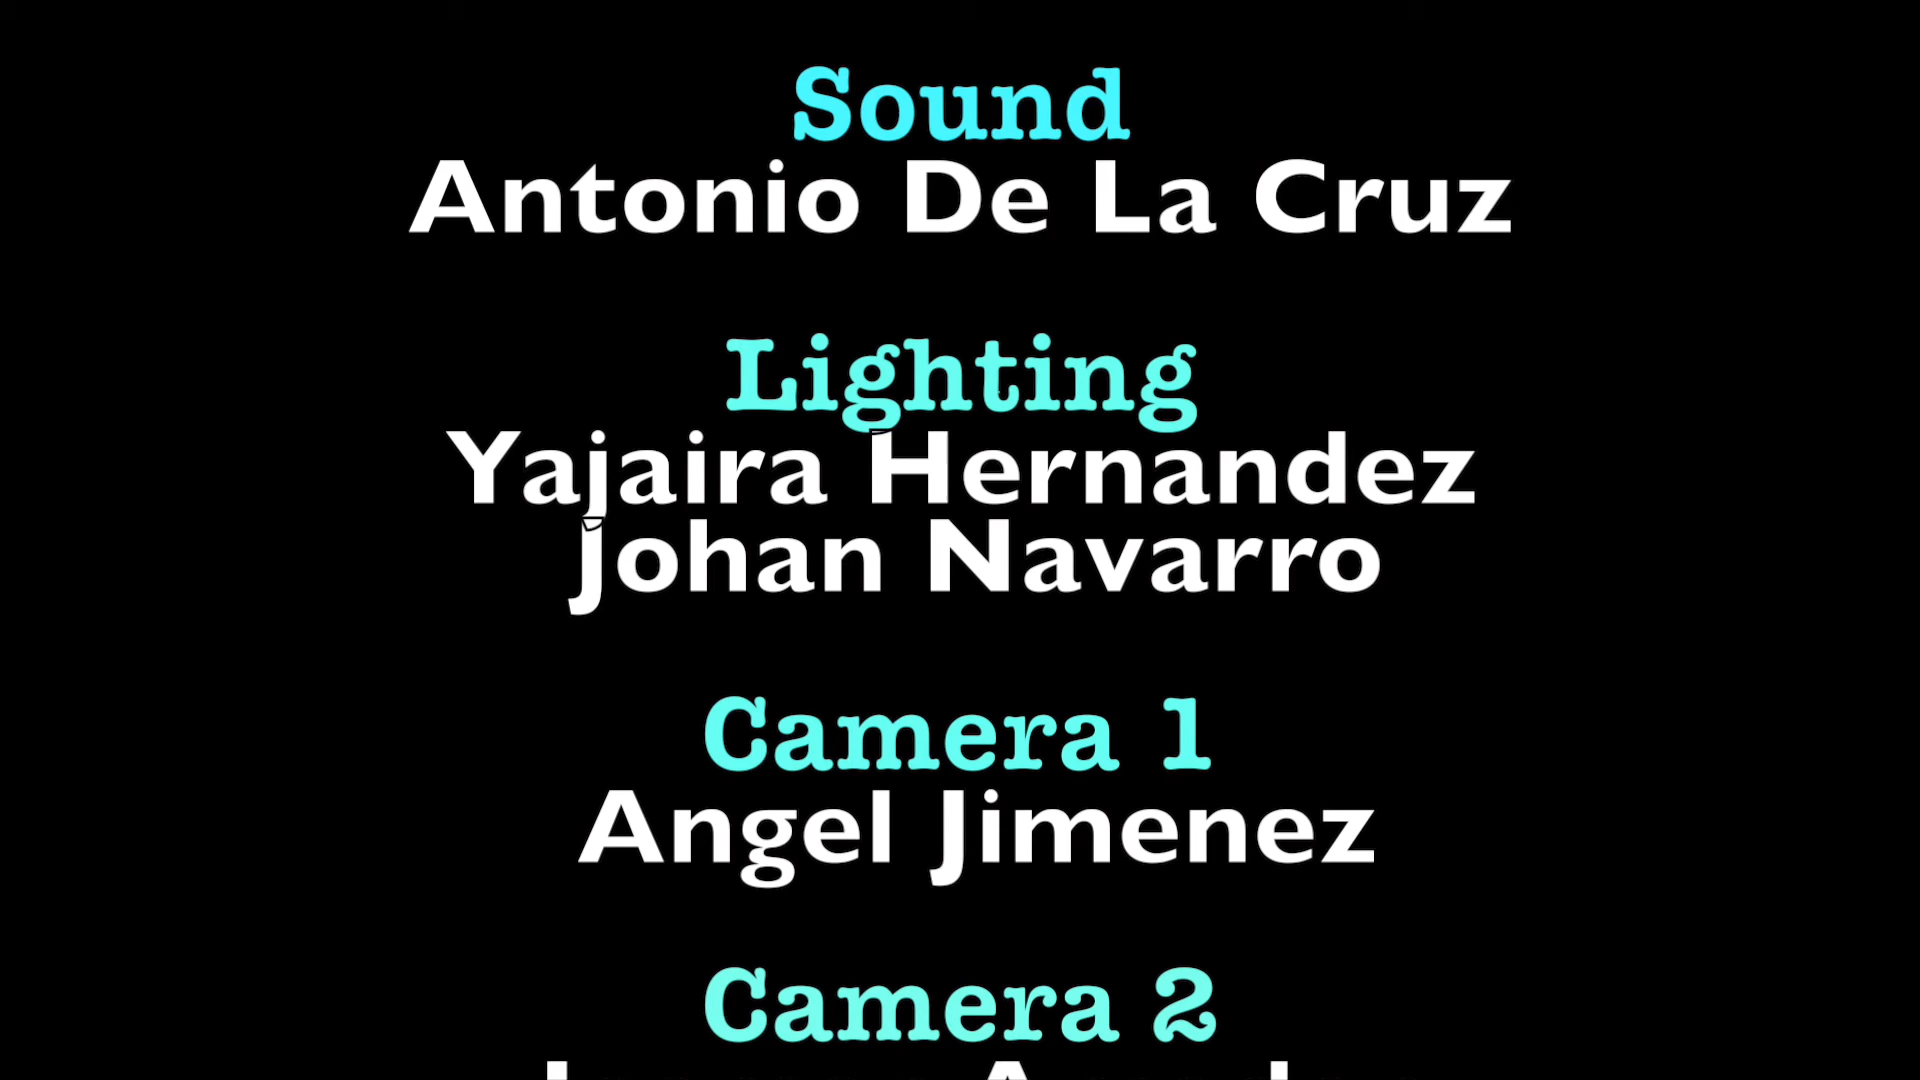 Sound
Antonio De La Cruz
Lighting
Yajaira Hernandez
Johan Navarro
Camera 1
Angel Jimenez
Camera 2